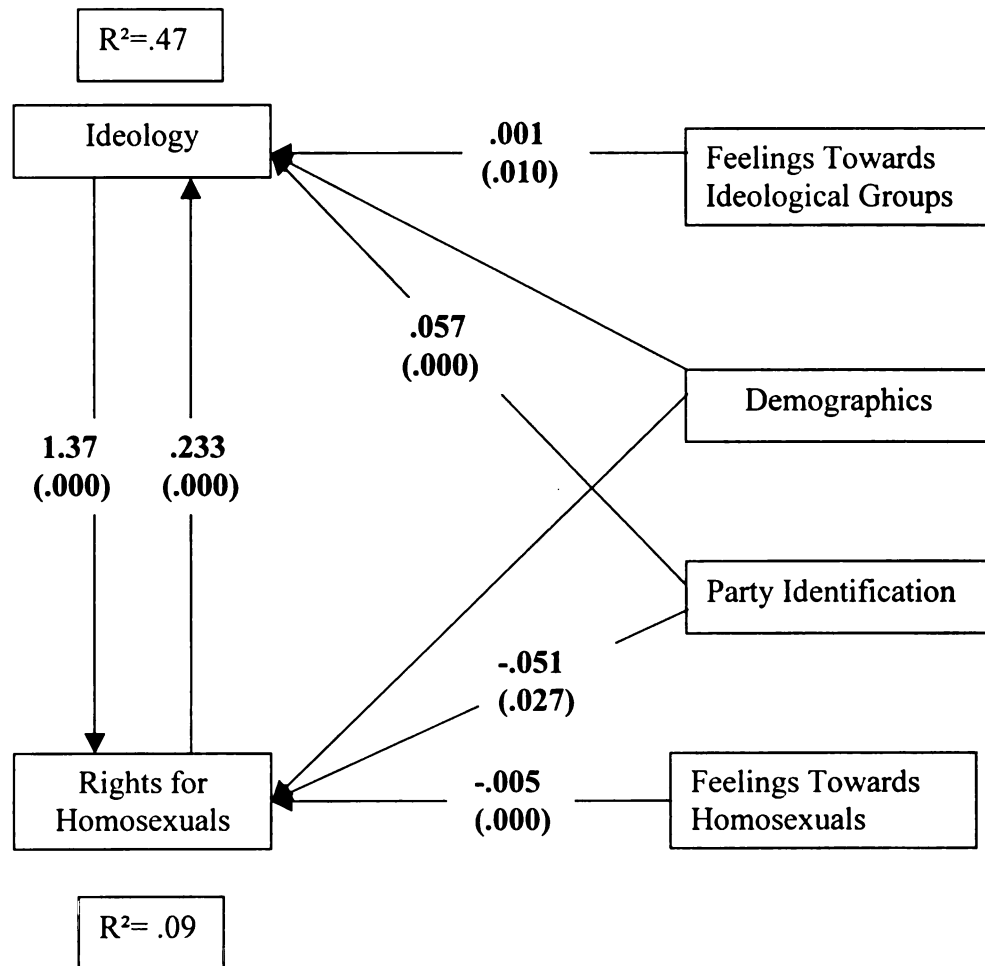 R²=.47
Ideology
.001
(.010)
Feelings Towards
Ideological Groups
.057
(.000)
Demographics
1.37
(.000)
.233
(.000)
Party Identification
-.051
(.027)
Rights for
Homosexuals
-.005
(.000)
Feelings Towards
Homosexuals
R²= .09